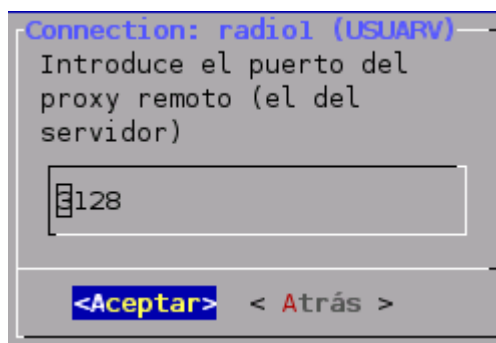 Connection: radio1 (USUARV)
Introduce el puerto del
proxy remoto (el del
servidor)
3128
<Aceptar> < Atrás >